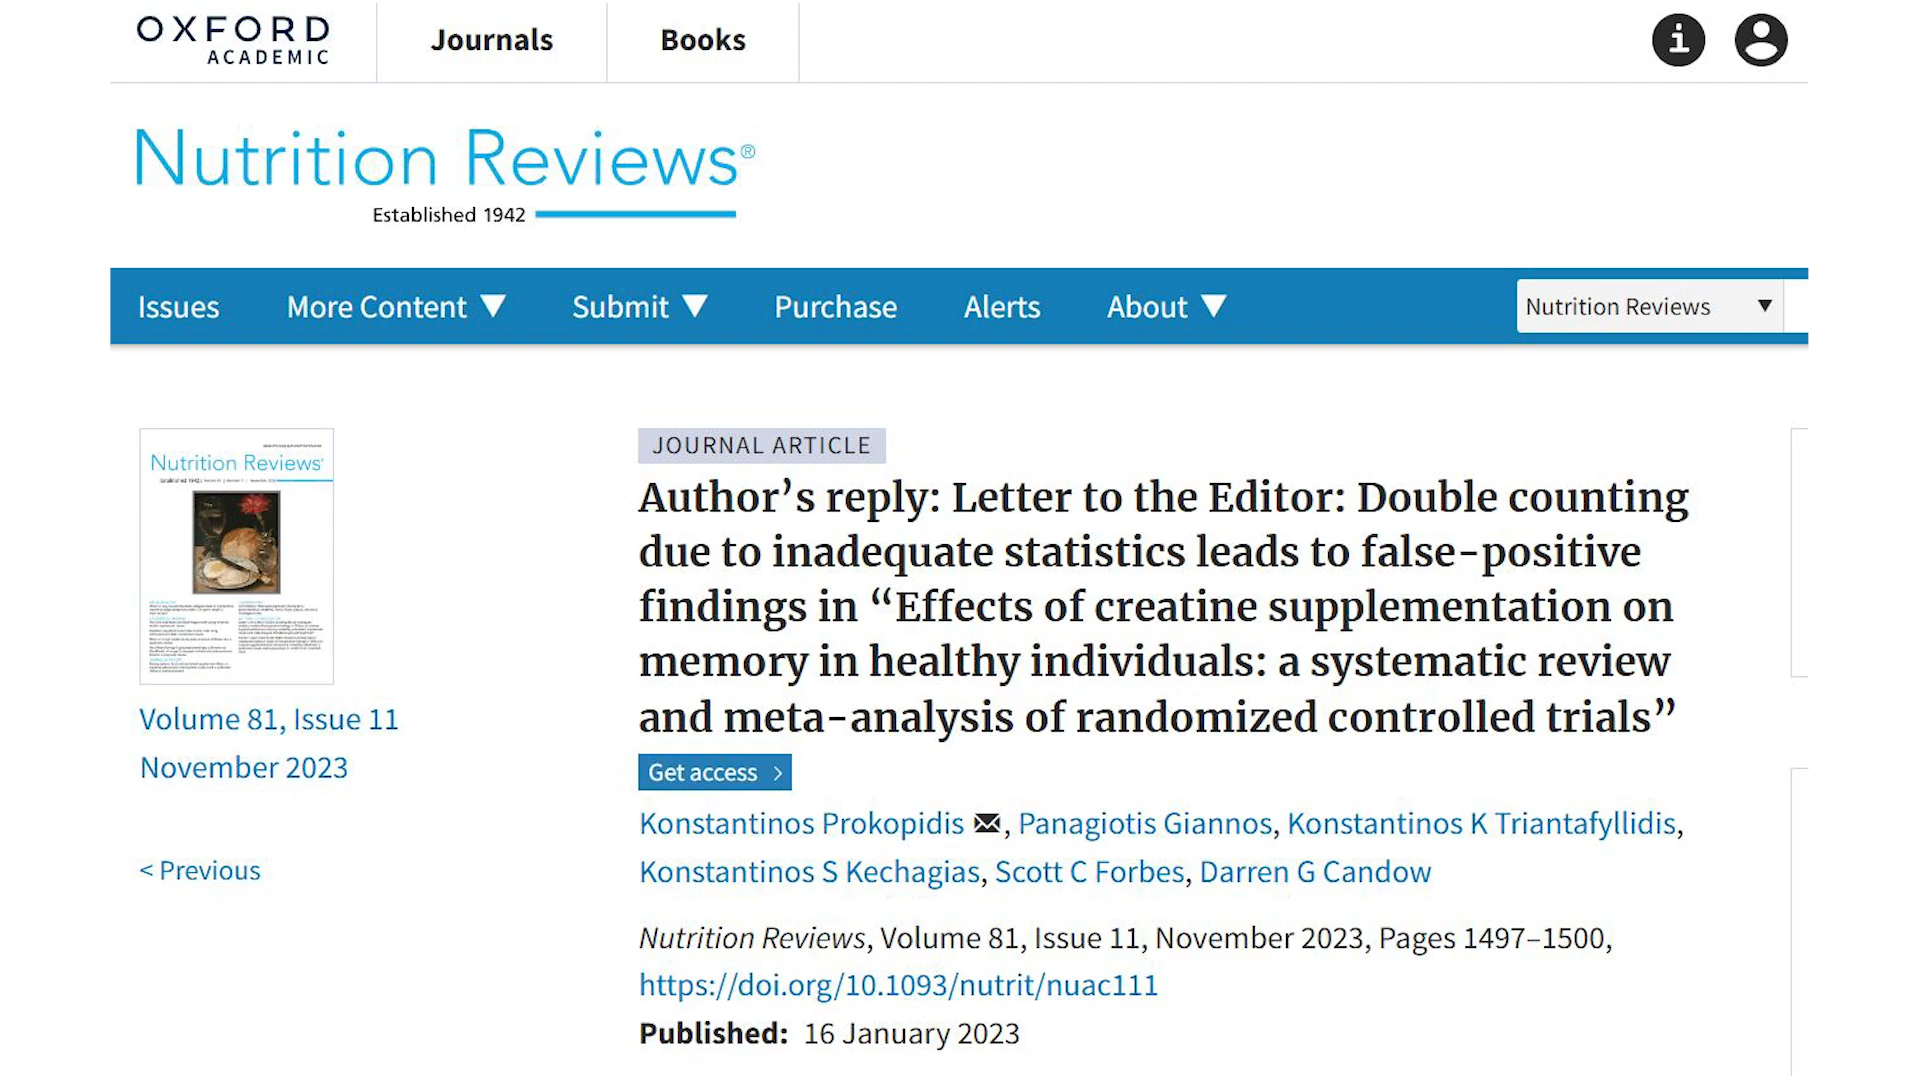 OXFORD
ACADEMIC
Journals
Books
Nutrition Reviews®
Established 1942
Issues
More Content ▼
Submit ▼
Purchase
Alerts
About ▼
Nutrition Reviews ▼
Nutrition Reviews
JOURNAL ARTICLE
Author’s reply: Letter to the Editor: Double counting
due to inadequate statistics leads to false-positive
findings in “Effects of creatine supplementation on
memory in healthy individuals: a systematic review
and meta-analysis of randomized controlled trials”
Get access >
Volume 81, Issue 11
November 2023
< Previous
Konstantinos Prokopidis, Panagiotis Giannos, Konstantinos K Triantafyllidis,
Konstantinos S Kechagias, Scott C Forbes, Darren G Candow
Nutrition Reviews, Volume 81, Issue 11, November 2023, Pages 1497–1500,
https://doi.org/10.1093/nutrit/nuac111
Published: 16 January 2023